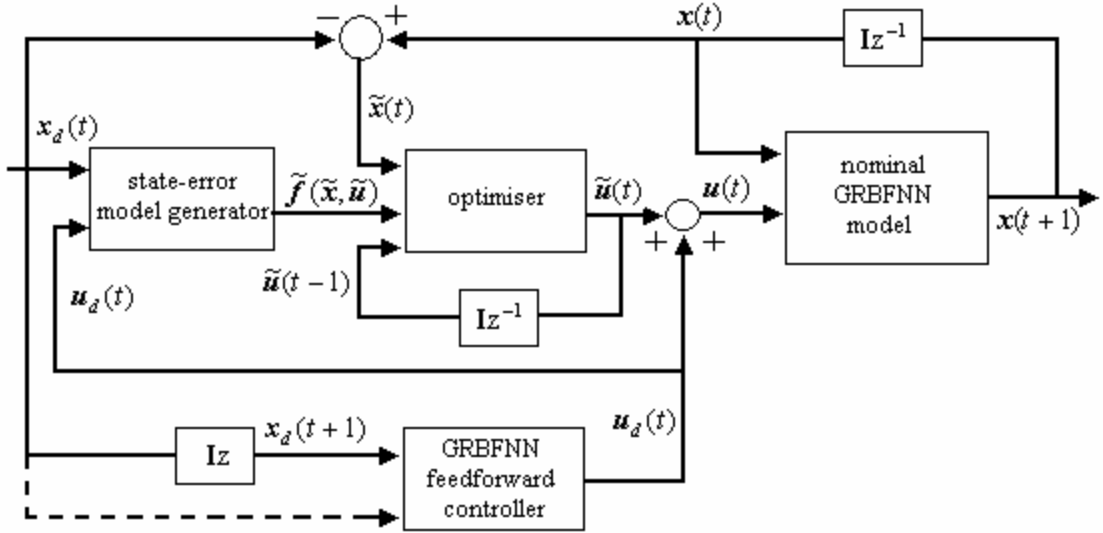 − +
x(t)
Iz⁻¹
x̃(t)
x_d(t)
state-error
model generator
f̃(x̃, ũ)
optimiser
ũ(t)
u(t)
nominal
GRBFNN
model
x(t+1)
+ +
ũ(t−1)
Iz⁻¹
u_d(t)
u_d(t)
Iz
x_d(t+1)
GRBFNN
feedforward
controller